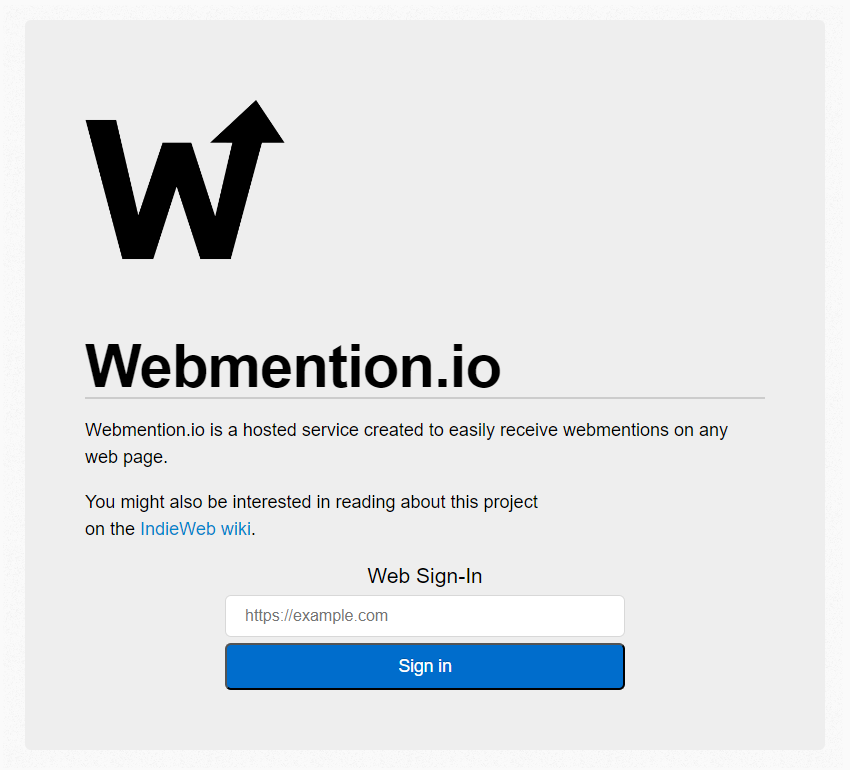 Webmention.io
Webmention.io is a hosted service created to easily receive webmentions on any
web page.
You might also be interested in reading about this project
on the IndieWeb wiki.
Web Sign-In
https://example.com
Sign in